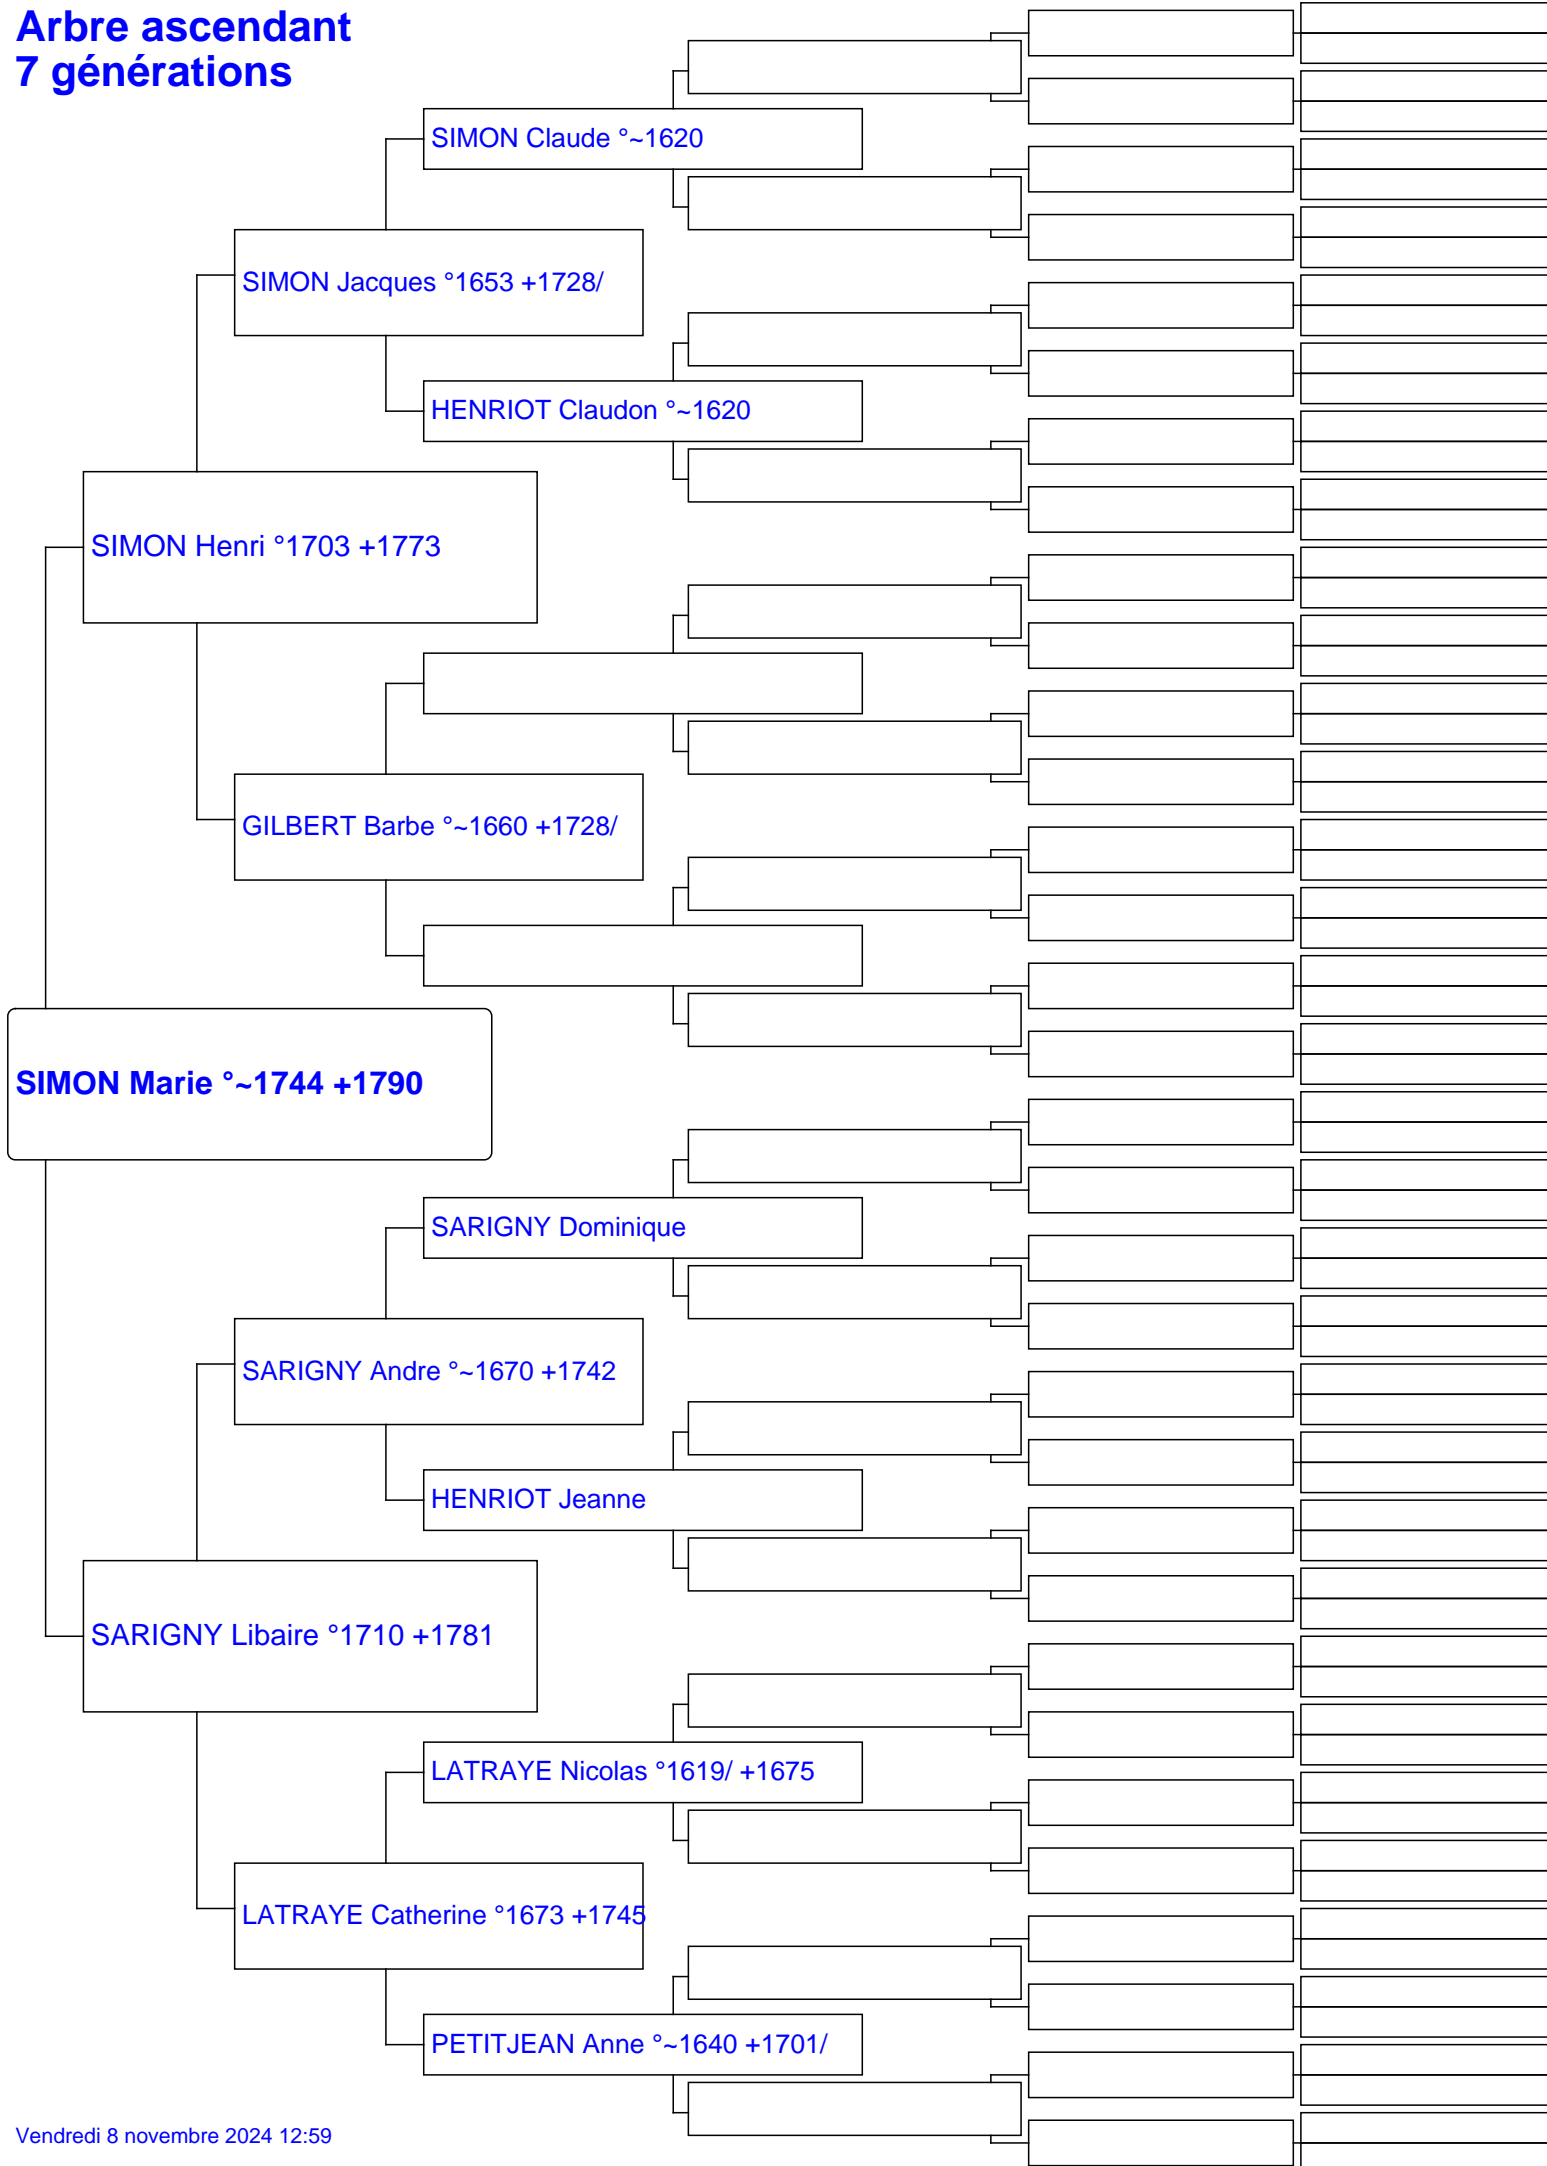 Arbre ascendant
7 générations
SIMON Claude °~1620
SIMON Jacques °1653 +1728/
HENRIOT Claudon °~1620
SIMON Henri °1703 +1773
GILBERT Barbe °~1660 +1728/
SIMON Marie °~1744 +1790
SARIGNY Dominique
SARIGNY Andre °~1670 +1742
HENRIOT Jeanne
SARIGNY Libaire °1710 +1781
LATRAYE Nicolas °1619/ +1675
LATRAYE Catherine °1673 +1745
PETITJEAN Anne °~1640 +1701/
Vendredi 8 novembre 2024 12:59